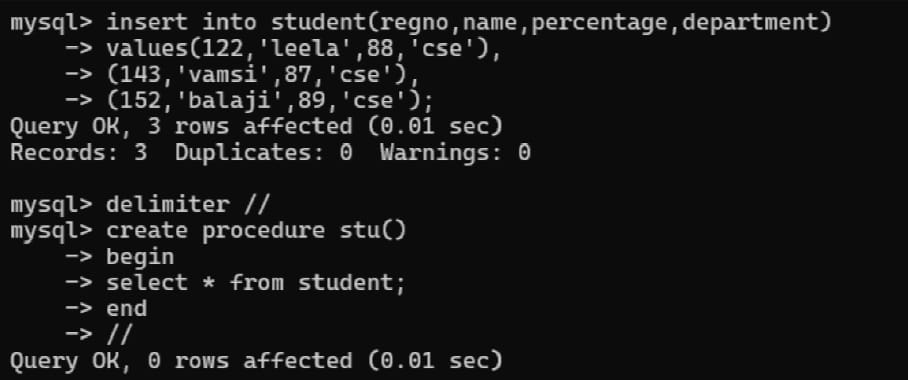 mysql> insert into student(regno,name,percentage,department)
    -> values(122,'leela',88,'cse'),
    -> (143,'vamsi',87,'cse'),
    -> (152,'balaji',89,'cse');
Query OK, 3 rows affected (0.01 sec)
Records: 3  Duplicates: 0  Warnings: 0

mysql> delimiter //
mysql> create procedure stu()
    -> begin
    -> select * from student;
    -> end
    -> //
Query OK, 0 rows affected (0.01 sec)